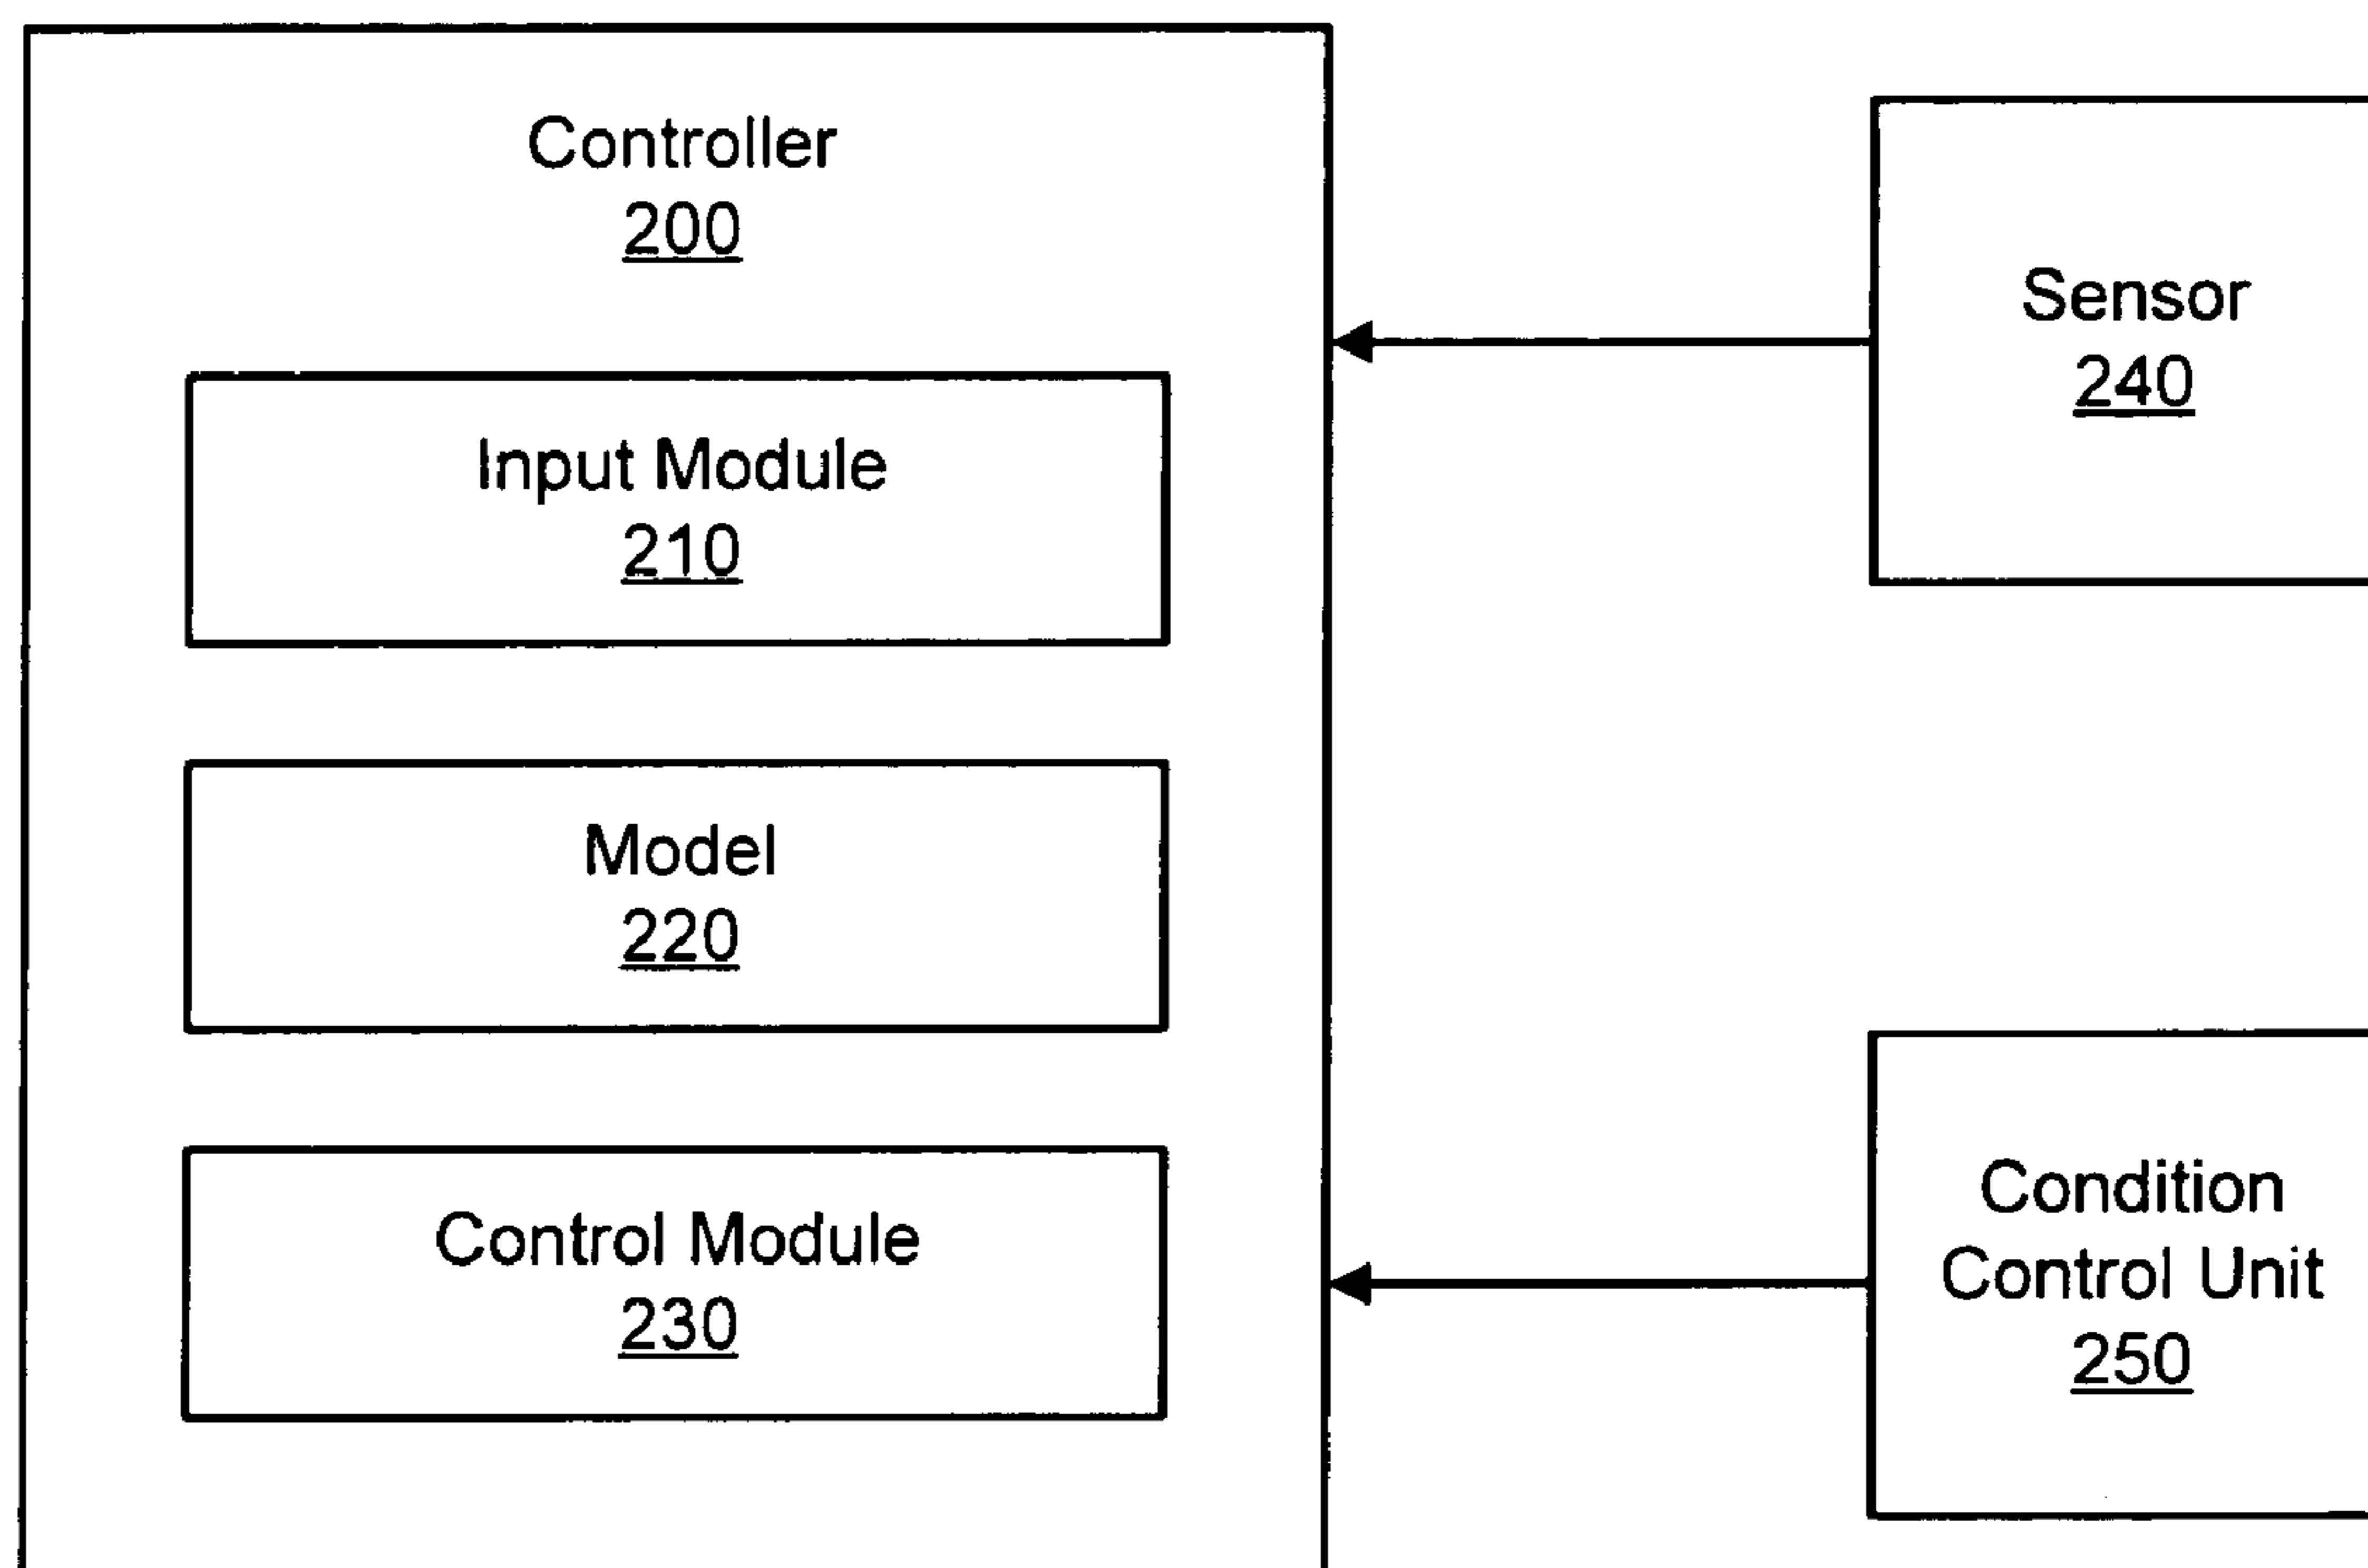 Controller
200
Input Module
210
Model
220
Control Module
230
Sensor
240
Condition
Control Unit
250